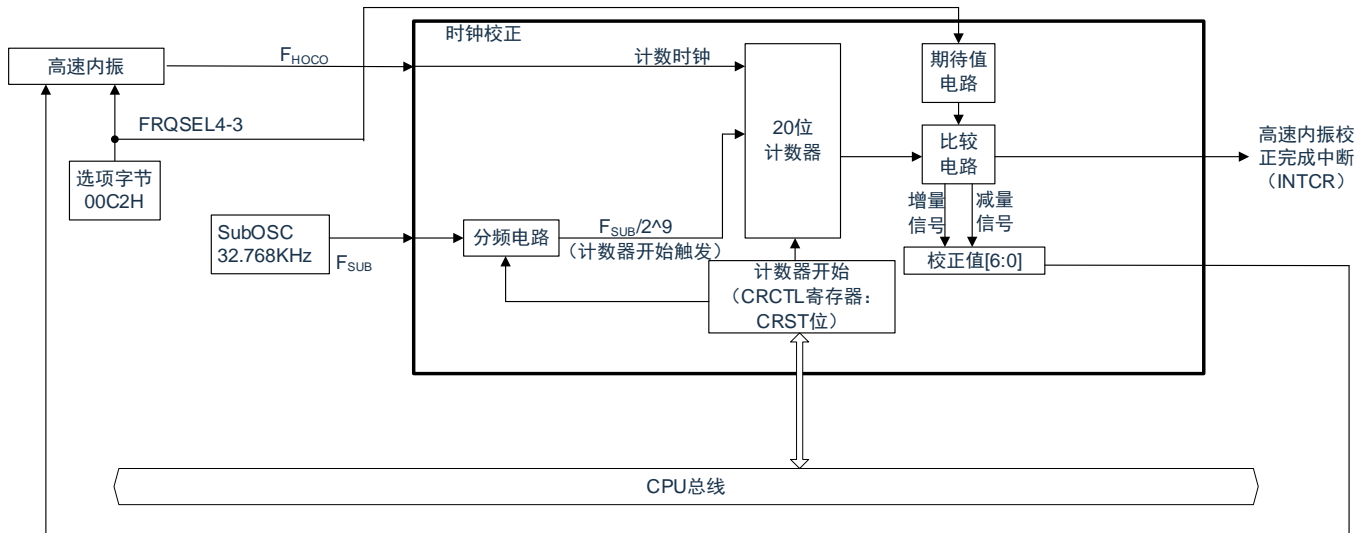 时钟校正
高速内振
F_HOCO
计数时钟
期待值
电路
FRQSEL4-3
20位
计数器
比较
电路
高速内振校
正完成中断
（INTCR）
选项字节
00C2H
增量
信号
减量
信号
SubOSC
32.768KHz
F_SUB
分频电路
F_SUB/2^9
（计数器开始触发）
校正值[6:0]
计数器开始
（CRCTL寄存器：
CRST位）
CPU总线